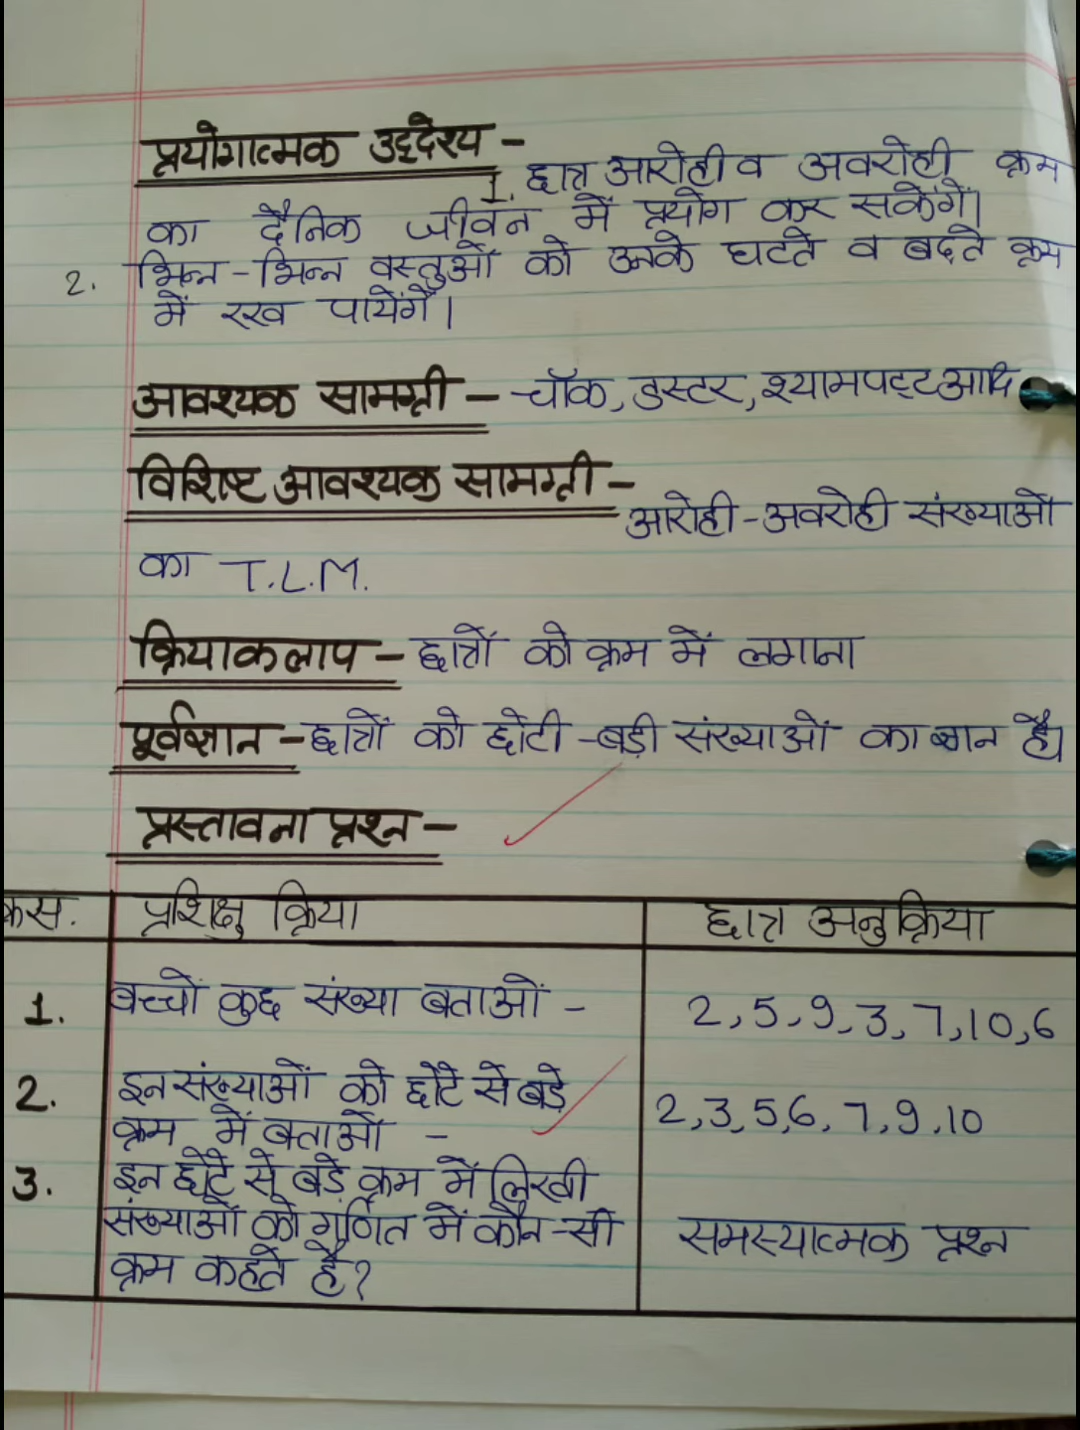 प्रयोगात्मक उद्देश्य -
1. छात्र आरोही व अवरोही क्रम
का दैनिक जीवन में प्रयोग कर सकेंगें।
2. भिन्न-भिन्न वस्तुओं को उनके घटते व बढ़ते क्रम
में रख पायेंगें।
आवश्यक सामग्री - चॉक, डस्टर, श्यामपट्ट आदि
विशिष्ट आवश्यक सामग्री -
आरोही-अवरोही संख्याओं
का T.L.M.
क्रियाकलाप - छात्रों को क्रम में लगाना
पूर्वज्ञान - छात्रों को छोटी-बड़ी संख्याओं का ज्ञान है।
प्रस्तावना प्रश्न -
क्रस. प्रशिक्षु क्रिया छात्र अनुक्रिया
1. बच्चों कुछ संख्या बताओं - 2, 5, 9, 3, 7, 10, 6
2. इन संख्याओं को छोटे से बड़े
क्रम में बताओं - 2, 3, 5, 6, 7, 9, 10
3. इन छोटे से बड़े क्रम में लिखी
संख्याओं को गणित में कौन-सी समस्यात्मक प्रश्न
क्रम कहते हैं?